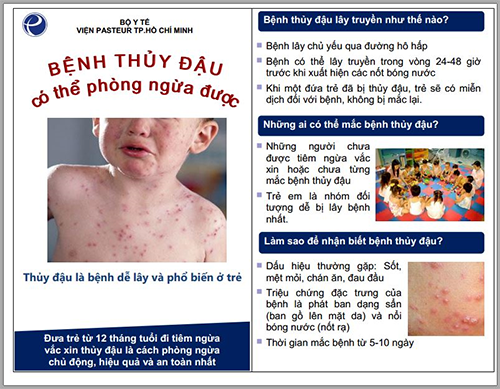 BỘ Y TẾ
VIỆN PASTEUR TP.HỒ CHÍ MINH
BỆNH THỦY ĐẬU
có thể phòng ngừa được
Thủy đậu là bệnh dễ lây và phổ biến ở trẻ
Đưa trẻ từ 12 tháng tuổi đi tiêm ngừa
vắc xin thủy đậu là cách phòng ngừa
chủ động, hiệu quả và an toàn nhất
Bệnh thủy đậu lây truyền như thế nào?
Bệnh lây chủ yếu qua đường hô hấp
Bệnh có thể lây truyền trong vòng 24-48 giờ
trước khi xuất hiện các nốt bóng nước
Khi một đứa trẻ đã bị thủy đậu, trẻ sẽ có miễn
dịch đối với bệnh, không bị mắc lại.
Những ai có thể mắc bệnh thủy đậu?
Những người chưa
được tiêm ngừa vắc
xin hoặc chưa từng
mắc bệnh thủy đậu
Trẻ em là nhóm đối
tượng dễ bị lây bệnh
nhất.
Làm sao để nhận biết bệnh thủy đậu?
Dấu hiệu thường gặp: Sốt,
mệt mỏi, chán ăn, đau đầu
Triệu chứng đặc trưng của
bệnh là phát ban dạng sẩn
(ban gồ lên mặt da) và nổi
bóng nước (nốt rạ)
Thời gian mắc bệnh từ 5-10 ngày